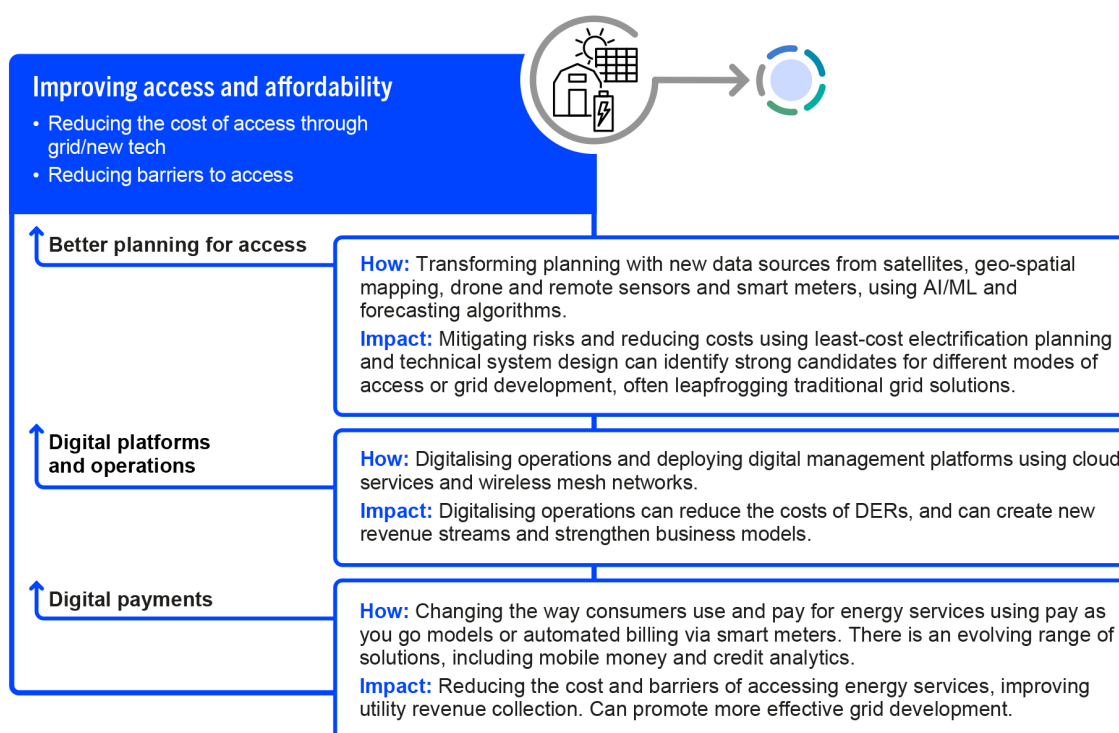 Improving access and affordability
• Reducing the cost of access through
grid/new tech
• Reducing barriers to access
Better planning for access
How: Transforming planning with new data sources from satellites, geo-spatial
mapping, drone and remote sensors and smart meters, using AI/ML and
forecasting algorithms.
Impact: Mitigating risks and reducing costs using least-cost electrification planning
and technical system design can identify strong candidates for different modes of
access or grid development, often leapfrogging traditional grid solutions.
Digital platforms
and operations
How: Digitalising operations and deploying digital management platforms using cloud
services and wireless mesh networks.
Impact: Digitalising operations can reduce the costs of DERs, and can create new
revenue streams and strengthen business models.
Digital payments
How: Changing the way consumers use and pay for energy services using pay as
you go models or automated billing via smart meters. There is an evolving range of
solutions, including mobile money and credit analytics.
Impact: Reducing the cost and barriers of accessing energy services, improving
utility revenue collection. Can promote more effective grid development.